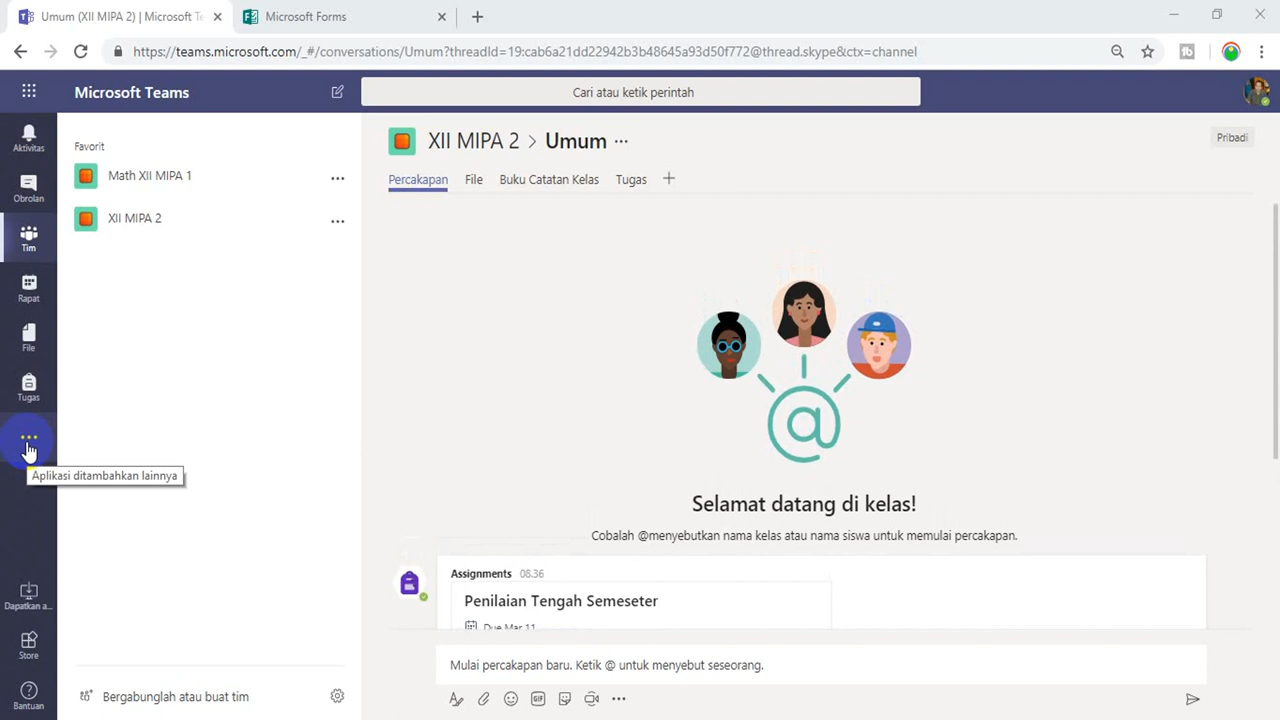 Umum (XII MIPA 2) | Microsoft Te
Microsoft Forms
https://teams.microsoft.com/_#/conversations/Umum?threadId=19:cab6a21dd22942b3b48645a93d50f772@thread.skype&ctx=channel
Microsoft Teams
Cari atau ketik perintah
Aktivitas
Obrolan
Tim
Rapat
File
Tugas
Aplikasi ditambahkan lainnya
Dapatkan a...
Store
Bantuan
Favorit
Math XII MIPA 1
XII MIPA 2
Bergabunglah atau buat tim
XII MIPA 2 > Umum ...
Pribadi
Percakapan File Buku Catatan Kelas Tugas +
@
Selamat datang di kelas!
Cobalah @menyebutkan nama kelas atau nama siswa untuk memulai percakapan.
Assignments 08.36
Penilaian Tengah Semeseter
Due Mar 11
Mulai percakapan baru. Ketik @ untuk menyebut seseorang.
GIF